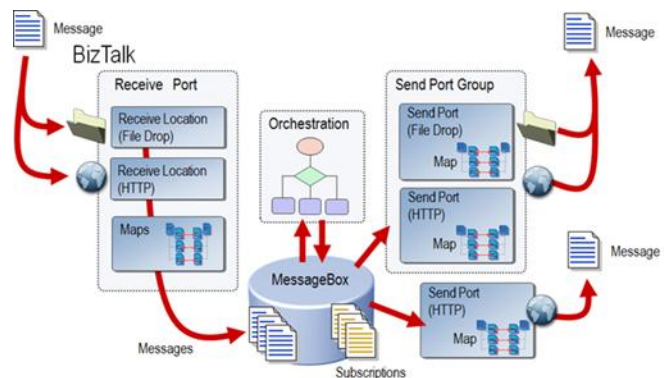 Message
BizTalk
Receive Port
Receive Location
(File Drop)
Receive Location
(HTTP)
Maps
Messages
Orchestration
MessageBox
Subscriptions
Send Port Group
Send Port
(File Drop)
Map
Send Port
(HTTP)
Map
Send Port
(HTTP)
Map
Message
Message